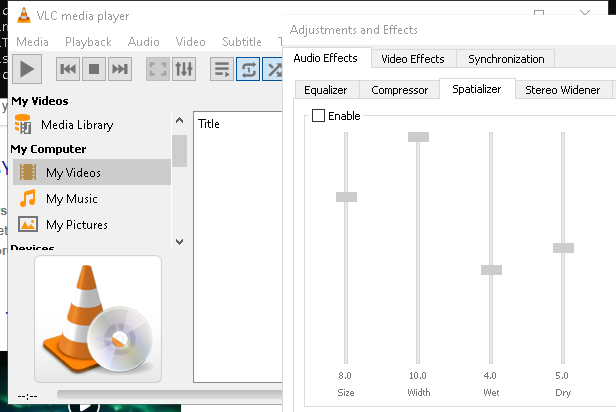 VLC media player
Media Playback Audio Video Subtitle
Adjustments and Effects
Audio Effects Video Effects Synchronization
Equalizer Compressor Spatializer Stereo Widener
Enable
My Videos
Media Library
My Computer
My Videos
My Music
My Pictures
Devices
Title
--:--
8.0 10.0 4.0 5.0
Size Width Wet Dry